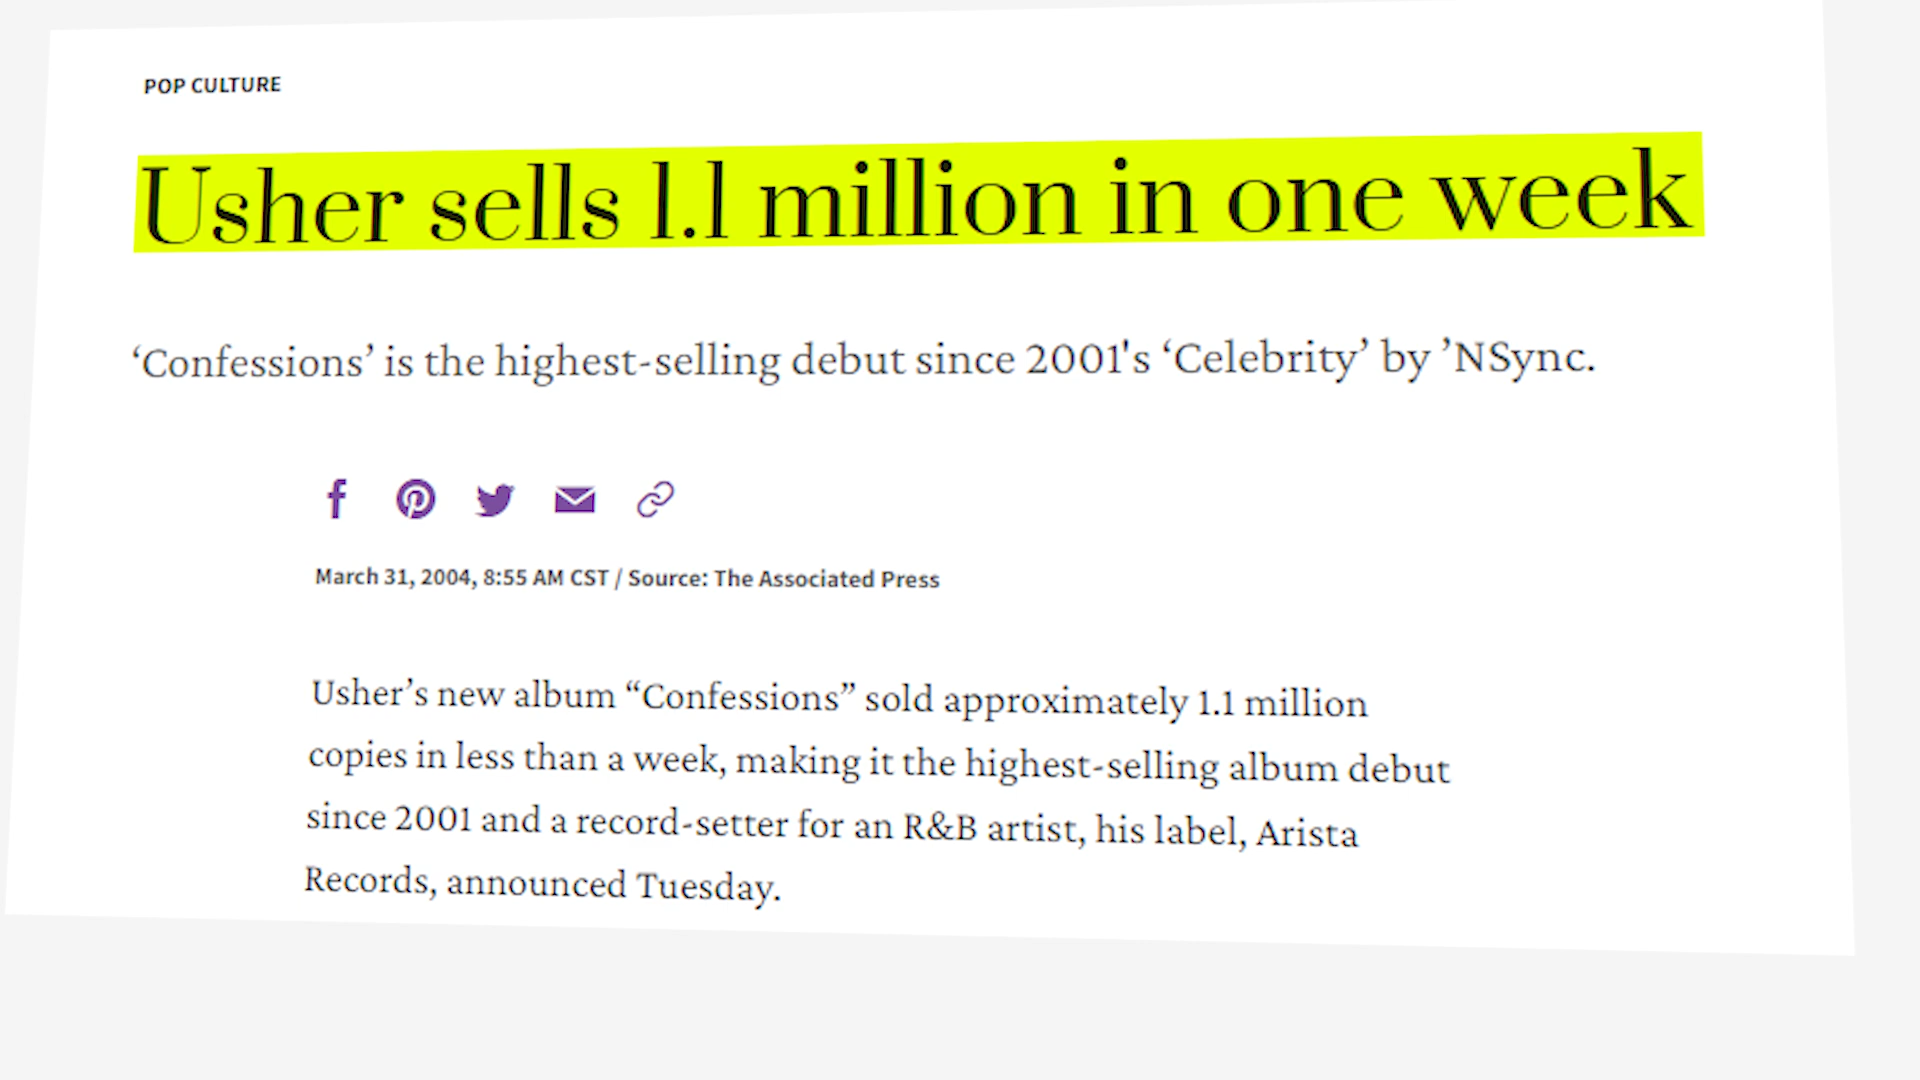 POP CULTURE
Usher sells 1.1 million in one week
‘Confessions’ is the highest-selling debut since 2001's ‘Celebrity’ by ’NSync.
March 31, 2004, 8:55 AM CST / Source: The Associated Press
Usher’s new album “Confessions” sold approximately 1.1 million
copies in less than a week, making it the highest-selling album debut
since 2001 and a record-setter for an R&B artist, his label, Arista
Records, announced Tuesday.